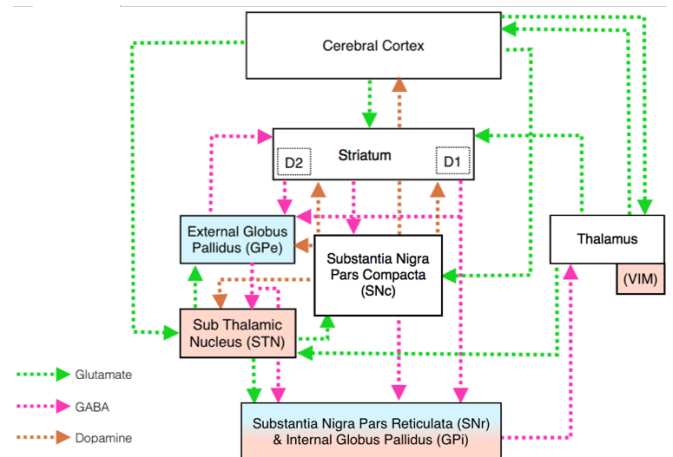 Cerebral Cortex
Striatum
D2
D1
External Globus
Pallidus (GPe)
Substantia Nigra
Pars Compacta
(SNc)
Thalamus
(VIM)
Sub Thalamic
Nucleus (STN)
Glutamate
GABA
Dopamine
Substantia Nigra Pars Reticulata (SNr)
& Internal Globus Pallidus (GPi)